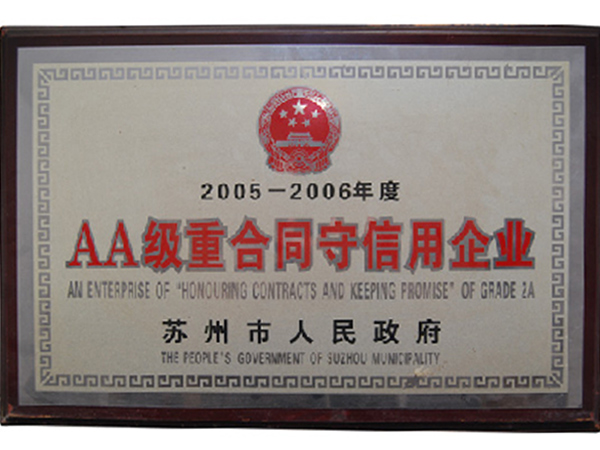 2005-2006年度
AA级重合同守信用企业
AN ENTERPRISE OF "HONOURING CONTRACTS AND KEEPING PROMISE" OF GRADE 2A
苏州市人民政府
THE PEOPLE'S GOVERNMENT OF SUZHOU MUNICIPALITY